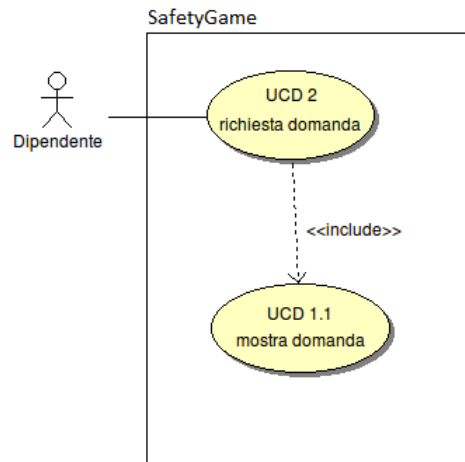 SafetyGame
UCD 2
richiesta domanda
Dipendente
<<include>>
UCD 1.1
mostra domanda